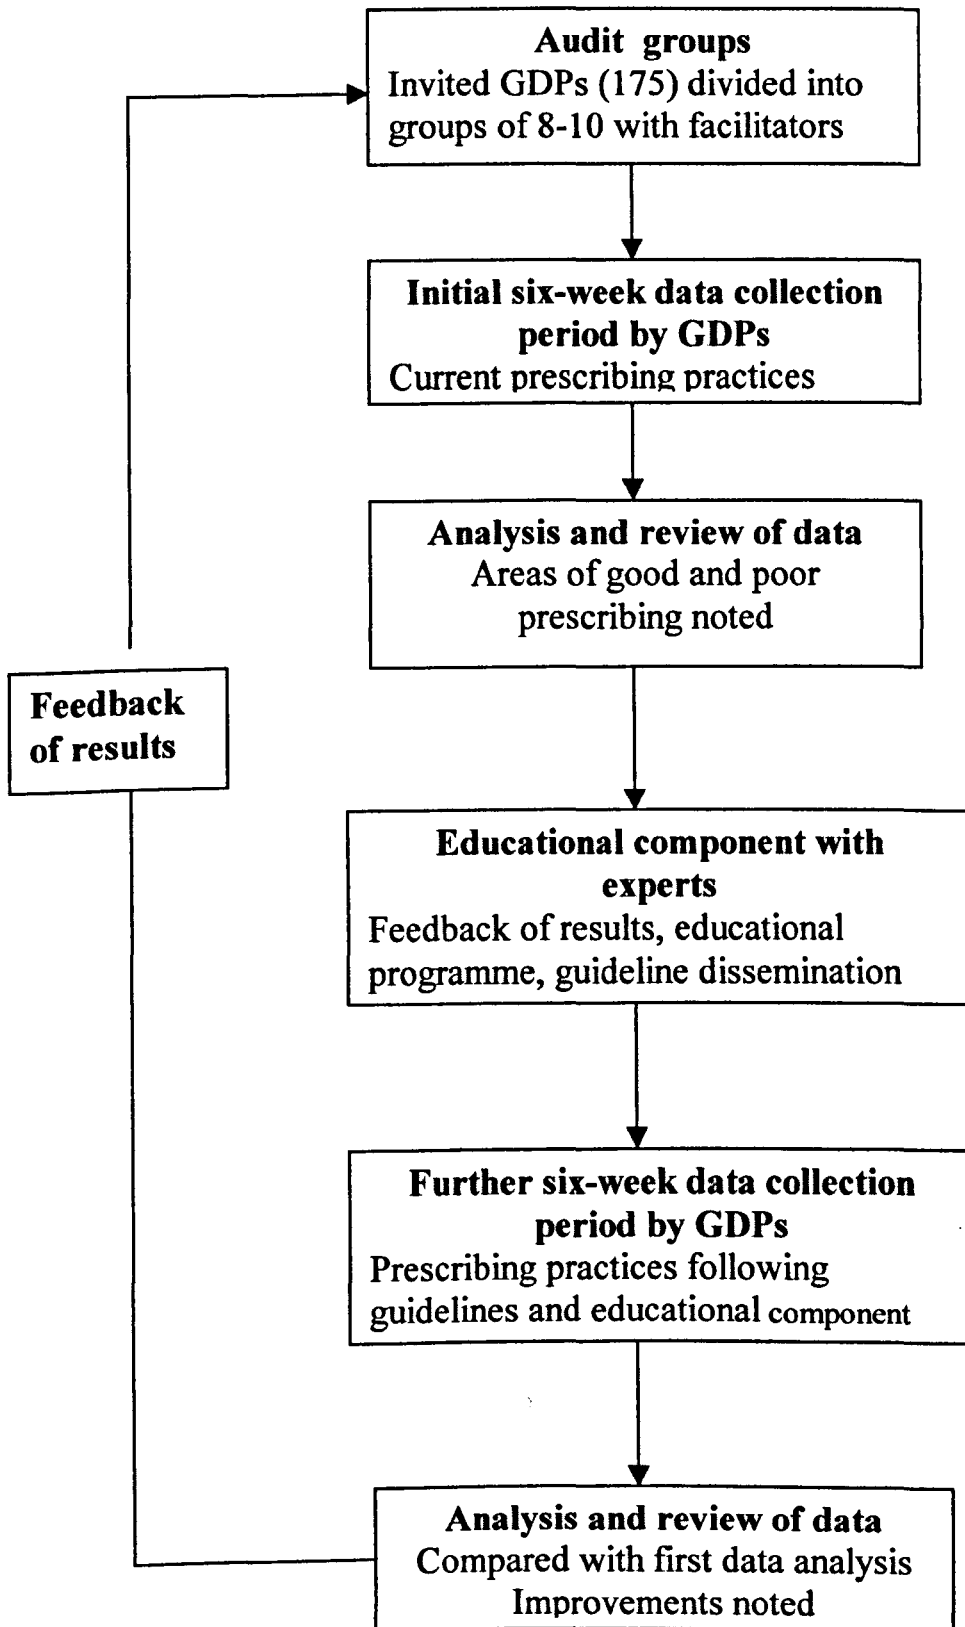 Audit groups
Invited GDPs (175) divided into
groups of 8-10 with facilitators
Initial six-week data collection
period by GDPs
Current prescribing practices
Analysis and review of data
Areas of good and poor
prescribing noted
Feedback
of results
Educational component with
experts
Feedback of results, educational
programme, guideline dissemination
Further six-week data collection
period by GDPs
Prescribing practices following
guidelines and educational component
Analysis and review of data
Compared with first data analysis
Improvements noted